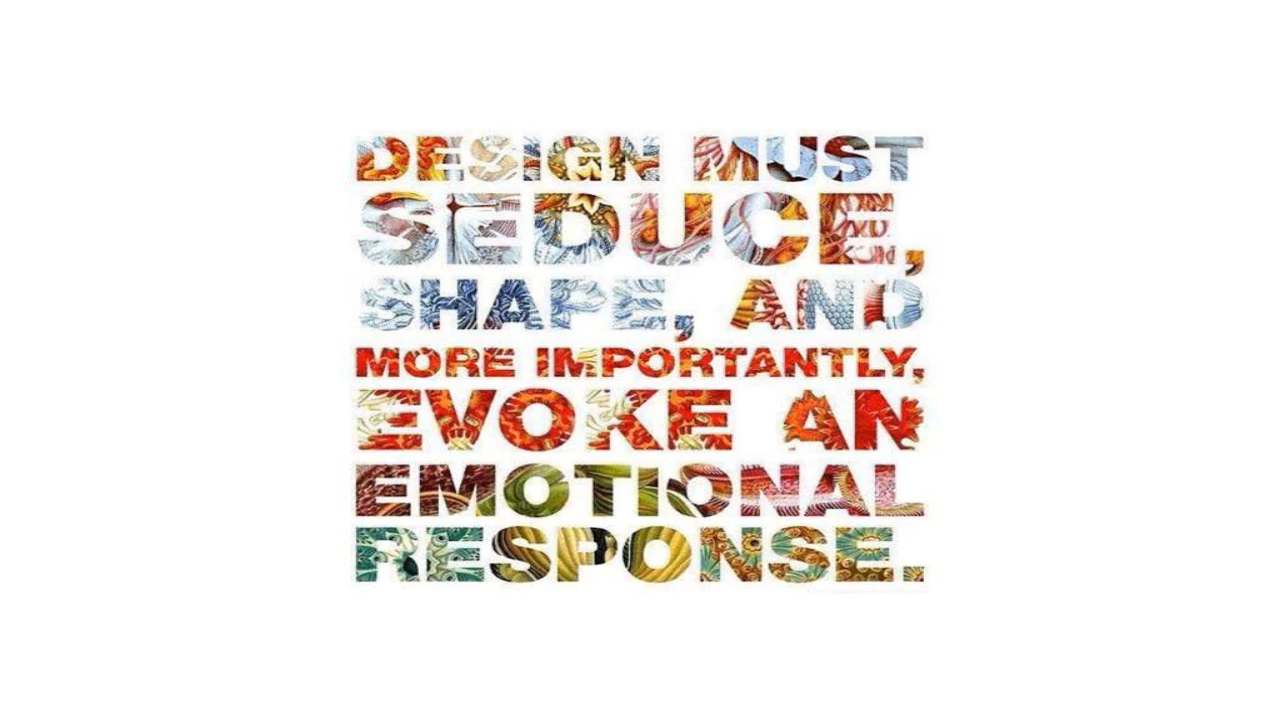 DESIGN MUST
SEDUCE,
SHAPE, AND
MORE IMPORTANTLY,
EVOKE AN
EMOTIONAL
RESPONSE.